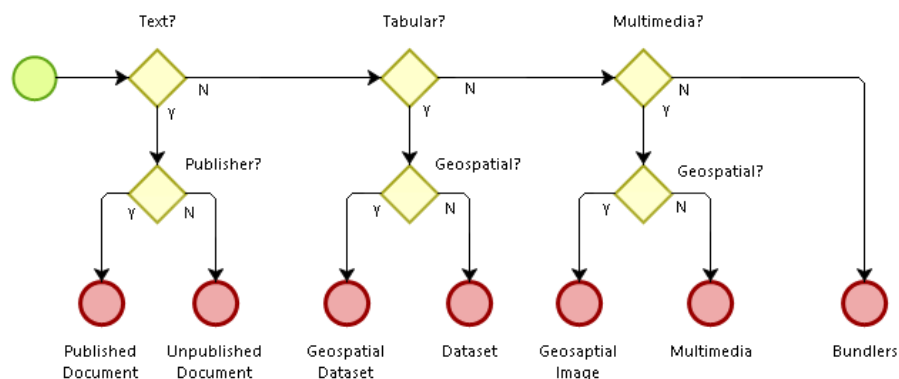 Text?
Tabular?
Multimedia?
N
N
N
Y
Y
Y
Publisher?
Geospatial?
Geospatial?
Y
N
Y
N
Y
N
Published
Document
Unpublished
Document
Geospatial
Dataset
Dataset
Geosaptial
Image
Multimedia
Bundlers